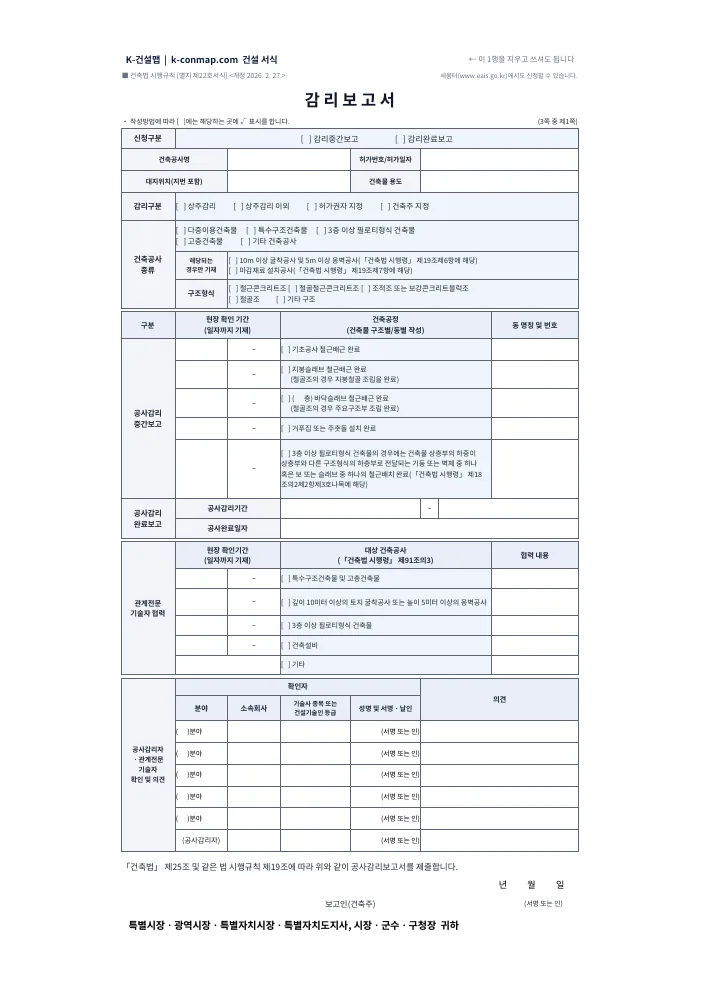 K-건설맵 | k-conmap.com 건설 서식
← 이 1행을 지우고 쓰셔도 됩니다
■ 건축법 시행규칙 [별지 제22호서식] <개정 2026. 2. 27.>
세움터(www.eais.go.kr)에서도 신청할 수 있습니다.
감 리 보 고 서
• 작성방법에 따라 [ ]에는 해당하는 곳에 √ 표시를 합니다.
(3쪽 중 제1쪽)
신청구분
[ ] 감리중간보고 [ ] 감리완료보고
건축공사명
허가번호/허가일자
대지위치(지번 포함)
건축물 용도
감리구분
[ ] 상주감리 [ ] 상주감리 이외 [ ] 허가권자 지정 [ ] 건축주 지정
건축공사
종류
[ ] 다중이용건축물 [ ] 특수구조건축물 [ ] 3층 이상 필로티형식 건축물
[ ] 고층건축물 [ ] 기타 건축공사
해당되는
경우만 기재
[ ] 10m 이상 굴착공사 및 5m 이상 옹벽공사(「건축법 시행령」 제19조제6항에 해당)
[ ] 마감재료 설치공사(「건축법 시행령」 제19조제7항에 해당)
구조형식
[ ] 철근콘크리트조 [ ] 철골철근콘크리트조 [ ] 조적조 또는 보강콘크리트블럭조
[ ] 철골조 [ ] 기타 구조
구분
현장 확인 기간
(일자까지 기재)
건축공정
(건축물 구조별/동별 작성)
동 명칭 및 번호
공사감리
중간보고
~
[ ] 기초공사 철근배근 완료
~
[ ] 지붕슬래브 철근배근 완료
(철골조의 경우 지붕철골 조립을 완료)
~
[ ] ( 층) 바닥슬래브 철근배근 완료
(철골조의 경우 주요구조부 조립 완료)
~
[ ] 거푸집 또는 주춧돌 설치 완료
~
[ ] 3층 이상 필로티형식 건축물의 경우에는 건축물 상층부의 하중이
상층부와 다른 구조형식의 하층부로 전달되는 기둥 또는 벽체 중 하나
혹은 보 또는 슬래브 중 하나의 철근배치 완료(「건축법 시행령」 제18
조의2제2항제3호나목에 해당)
공사감리
완료보고
공사감리기간
~
공사완료일자
현장 확인기간
(일자까지 기재)
대상 건축공사
(「건축법 시행령」 제91조의3)
협력 내용
관계전문
기술자 협력
~
[ ] 특수구조건축물 및 고층건축물
~
[ ] 깊이 10미터 이상의 토지 굴착공사 또는 높이 5미터 이상의 옹벽공사
~
[ ] 3층 이상 필로티형식 건축물
~
[ ] 건축설비
[ ] 기타
공사감리자
· 관계전문
기술자
확인 및 의견
확인자
의견
분야
소속회사
기술사 종목 또는
건설기술인 등급
성명 및 서명 · 날인
( )분야
(서명 또는 인)
( )분야
(서명 또는 인)
( )분야
(서명 또는 인)
( )분야
(서명 또는 인)
( )분야
(서명 또는 인)
(공사감리자)
(서명 또는 인)
「건축법」 제25조 및 같은 법 시행규칙 제19조에 따라 위와 같이 공사감리보고서를 제출합니다.
년 월 일
보고인(건축주)
(서명 또는 인)
특별시장 · 광역시장 · 특별자치시장 · 특별자치도지사, 시장 · 군수 · 구청장 귀하